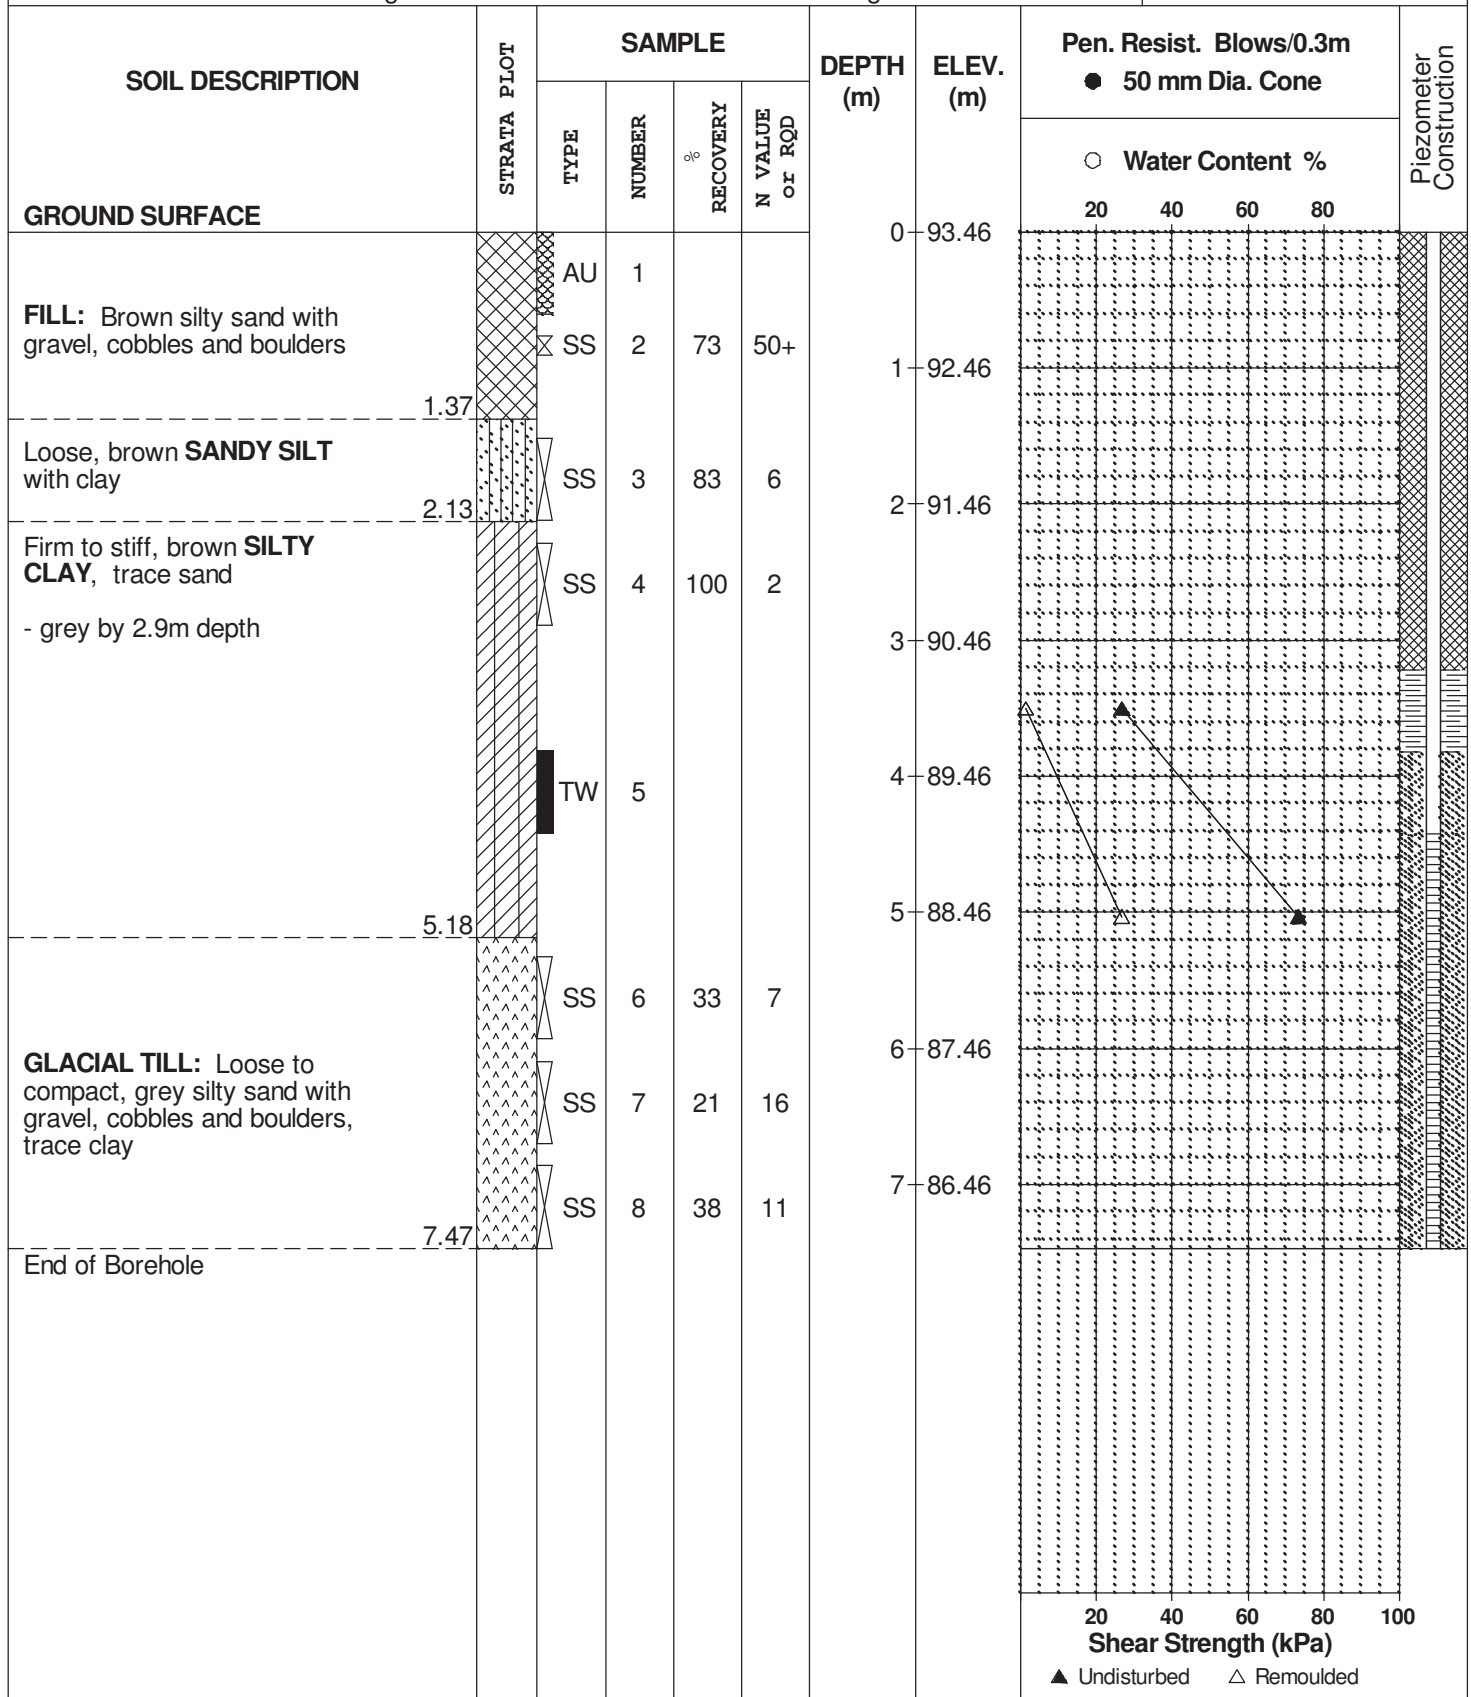 SOIL DESCRIPTION
GROUND SURFACE
STRATA PLOT
SAMPLE
TYPE
NUMBER
%
RECOVERY
N VALUE
or RQD
DEPTH
(m)
ELEV.
(m)
Pen. Resist. Blows/0.3m
● 50 mm Dia. Cone
○ Water Content %
20 40 60 80
Piezometer
Construction
0 93.46
AU 1
FILL: Brown silty sand with
gravel, cobbles and boulders
SS 2 73 50+
1 92.46
1.37
Loose, brown SANDY SILT
with clay
SS 3 83 6
2 91.46
2.13
Firm to stiff, brown SILTY
CLAY, trace sand
SS 4 100 2
- grey by 2.9m depth
3 90.46
4 89.46
TW 5
5 88.46
5.18
SS 6 33 7
6 87.46
GLACIAL TILL: Loose to
compact, grey silty sand with
gravel, cobbles and boulders,
trace clay
SS 7 21 16
7 86.46
SS 8 38 11
7.47
End of Borehole
20 40 60 80 100
Shear Strength (kPa)
▲ Undisturbed △ Remoulded